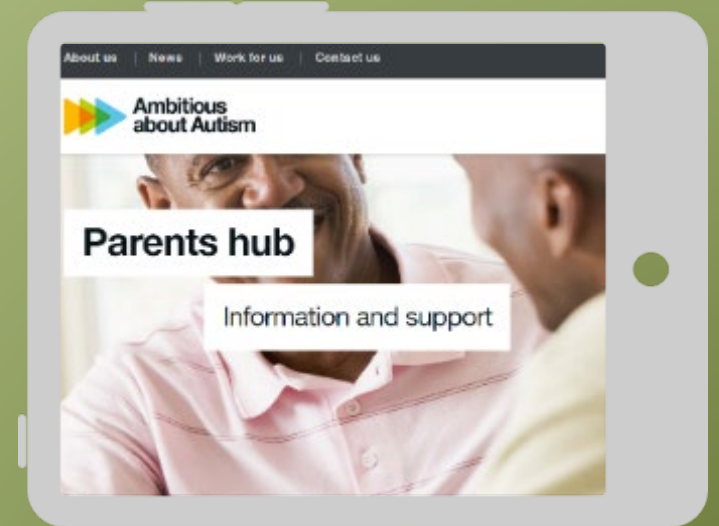 About us | News | Work for us | Contact us
Ambitious
about Autism
Parents hub
Information and support